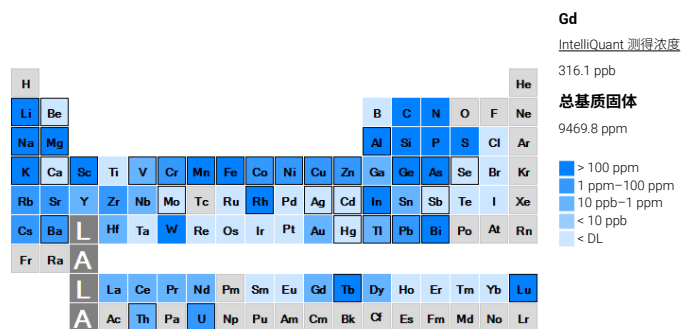 Gd
IntelliQuant 测得浓度
316.1 ppb
总基质固体
9469.8 ppm
> 100 ppm
1 ppm–100 ppm
10 ppb–1 ppm
< 10 ppb
< DL
H He
Li Be B C N O F Ne
Na Mg Al Si P S Cl Ar
K Ca Sc Ti V Cr Mn Fe Co Ni Cu Zn Ga Ge As Se Br Kr
Rb Sr Y Zr Nb Mo Tc Ru Rh Pd Ag Cd In Sn Sb Te I Xe
Cs Ba L Hf Ta W Re Os Ir Pt Au Hg Tl Pb Bi Po At Rn
Fr Ra A
L La Ce Pr Nd Pm Sm Eu Gd Tb Dy Ho Er Tm Yb Lu
A Ac Th Pa U Np Pu Am Cm Bk Cf Es Fm Md No Lr